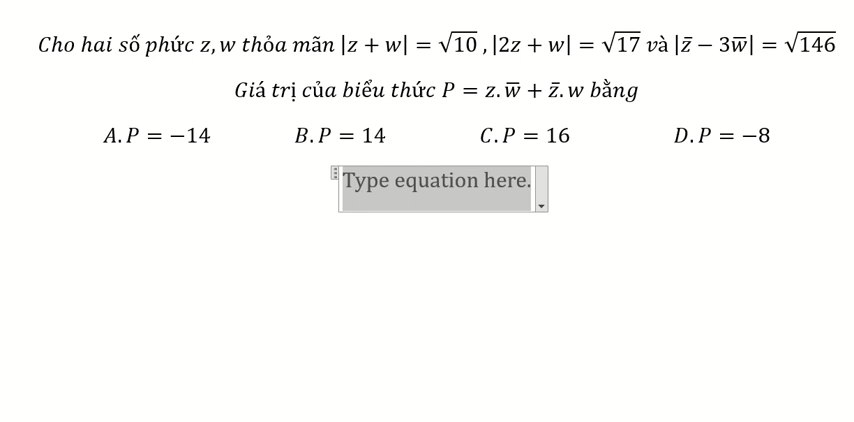 Cho hai số phức z, w thỏa mãn |z + w| = √10 , |2z + w| = √17 và |z̄ − 3w̄| = √146
Giá trị của biểu thức P = z. w̄ + z̄. w bằng
A. P = −14 B. P = 14 C. P = 16 D. P = −8
Type equation here.